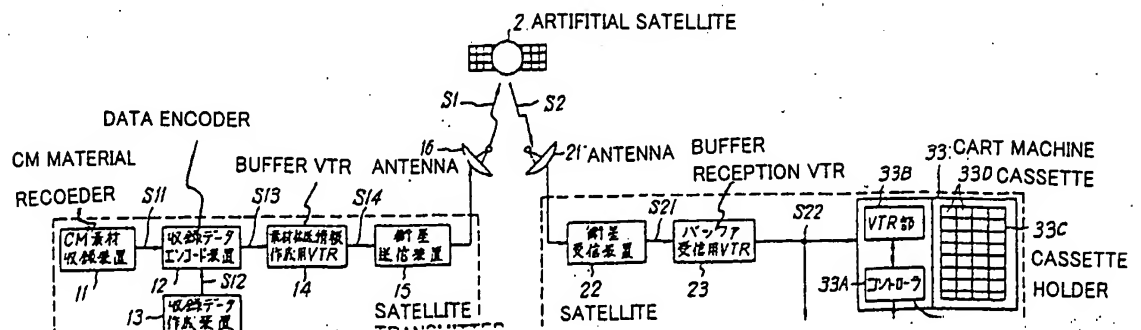 2 ARTIFITIAL SATELLITE
S1
S2
DATA ENCODER
CM MATERIAL
RECOEDER
BUFFER VTR
ANTENNA
16
21
ANTENNA
BUFFER
RECEPTION VTR
33:
CART MACHINE
33B
33D
CASSETTE
S11
S13
S14
S21
S22
CM素材
収録装置
11
収録データ
エンコード装置
12
S12
素材伝送情報
作成用VTR
14
衛星
送信装置
15
13
収録データ
作成装置
SATELLITE
TRANSMITTER
衛星
受信装置
22
バッファ
受信用VTR
23
SATELLITE
VTR部
33A
コントローラ
33C
CASSETTE
HOLDER